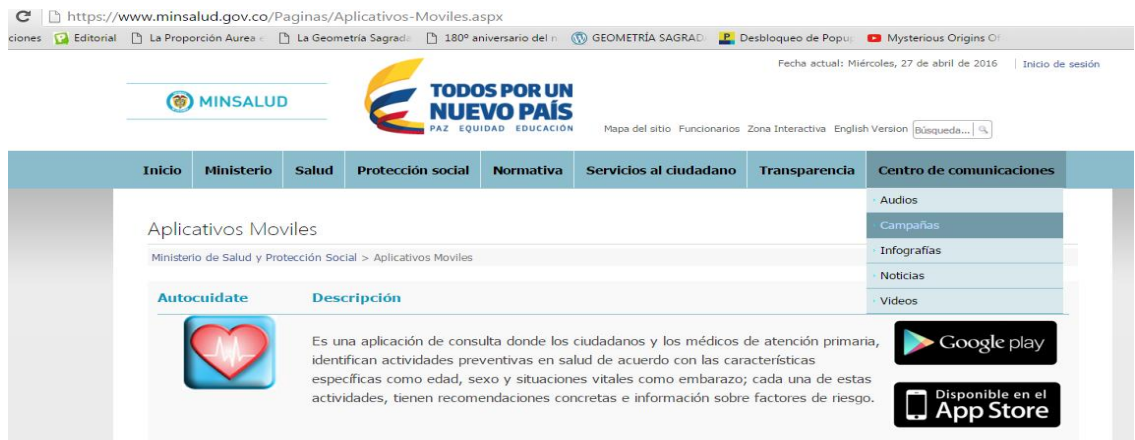 https://www.minsalud.gov.co/Paginas/Aplicativos-Moviles.aspx
ciones Editorial La Proporción Aurea La Geometría Sagrada 180º aniversario del n GEOMETRÍA SAGRAD Desbloqueo de Popup Mysterious Origins Of
Fecha actual: Miércoles, 27 de abril de 2016 | Inicio de sesión
MINSALUD
TODOS POR UN
NUEVO PAÍS
PAZ EQUIDAD EDUCACIÓN
Mapa del sitio Funcionarios Zona Interactiva English Version Búsqueda...
Inicio Ministerio Salud Protección social Normativa Servicios al ciudadano Transparencia Centro de comunicaciones
Audios
Campañas
Infografías
Noticias
Videos
Aplicativos Moviles
Ministerio de Salud y Protección Social > Aplicativos Moviles
Autocuidate Descripción
Es una aplicación de consulta donde los ciudadanos y los médicos de atención primaria,
identifican actividades preventivas en salud de acuerdo con las características
específicas como edad, sexo y situaciones vitales como embarazo; cada una de estas
actividades, tienen recomendaciones concretas e información sobre factores de riesgo.
Google play
Disponible en el
App Store